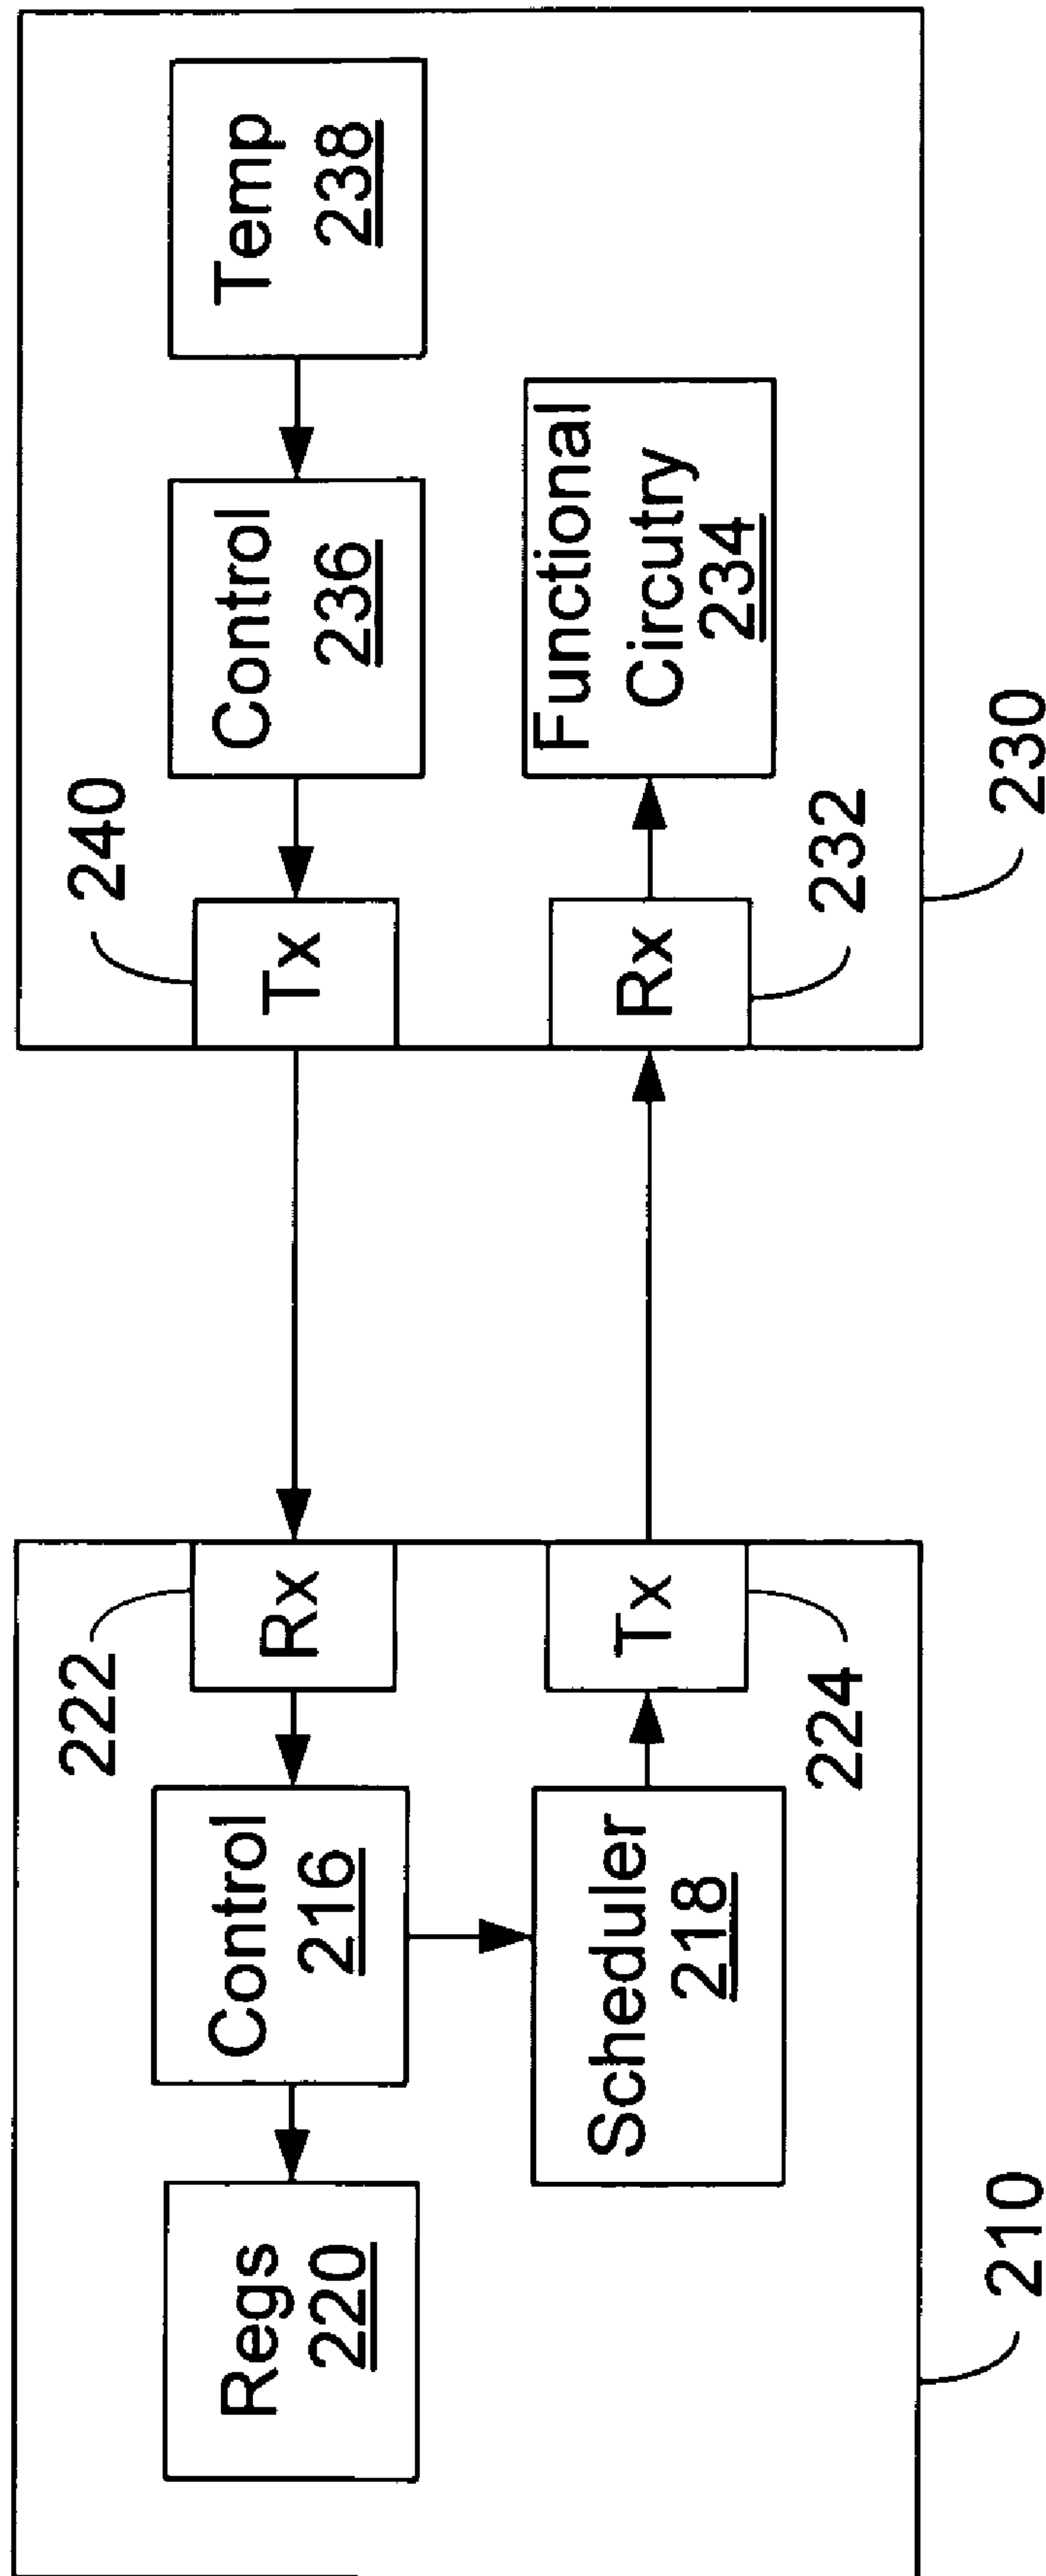 222
240
Regs
220
Control
216
Rx
Tx
Control
236
Temp
238
Scheduler
218
Tx
Rx
Functional
Circutry
234
224
232
210
230